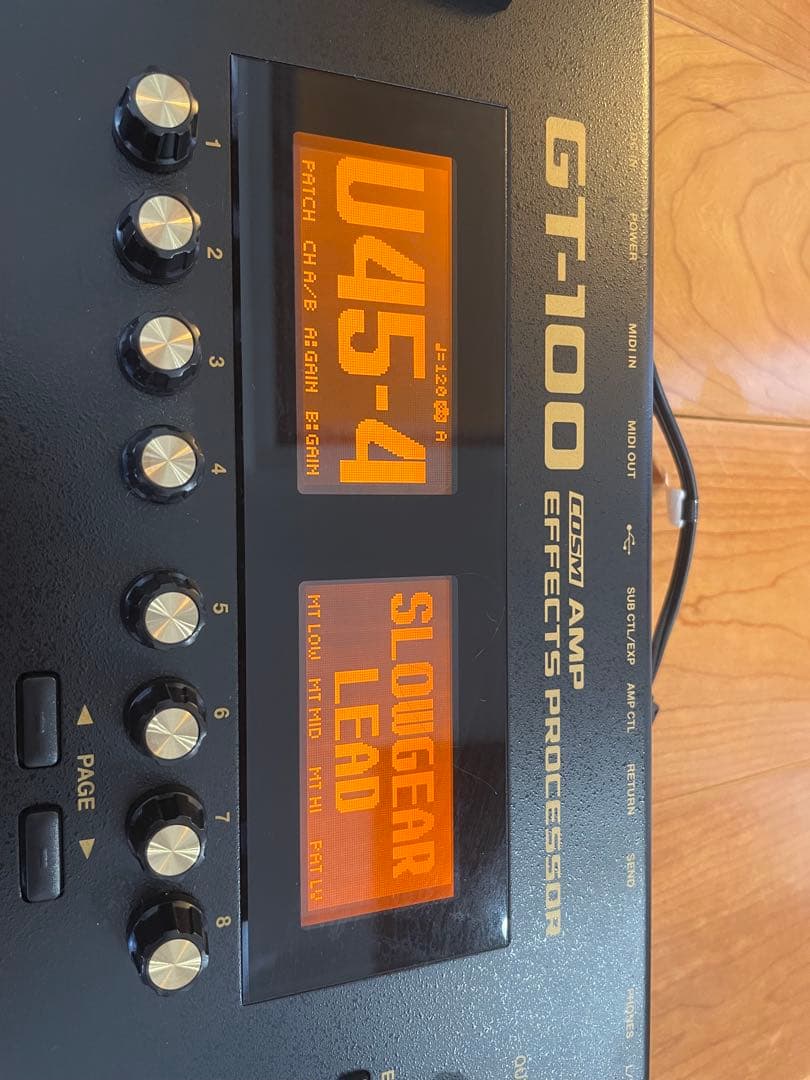 DC IN POWER MIDI IN MIDI OUT SUB CTL/EXP AMP CTL RETURN SEND PHONES
GT-100 COSM AMP
EFFECTS PROCESSOR
♩=120 A
U45-4
PATCH CH A/B A:GAIN B:GAIN
SLOWGEAR
LEAD
MT LOW MT MID MT HI PAT LV
1 2 3 4 5 6 7 8
◀ PAGE ▶